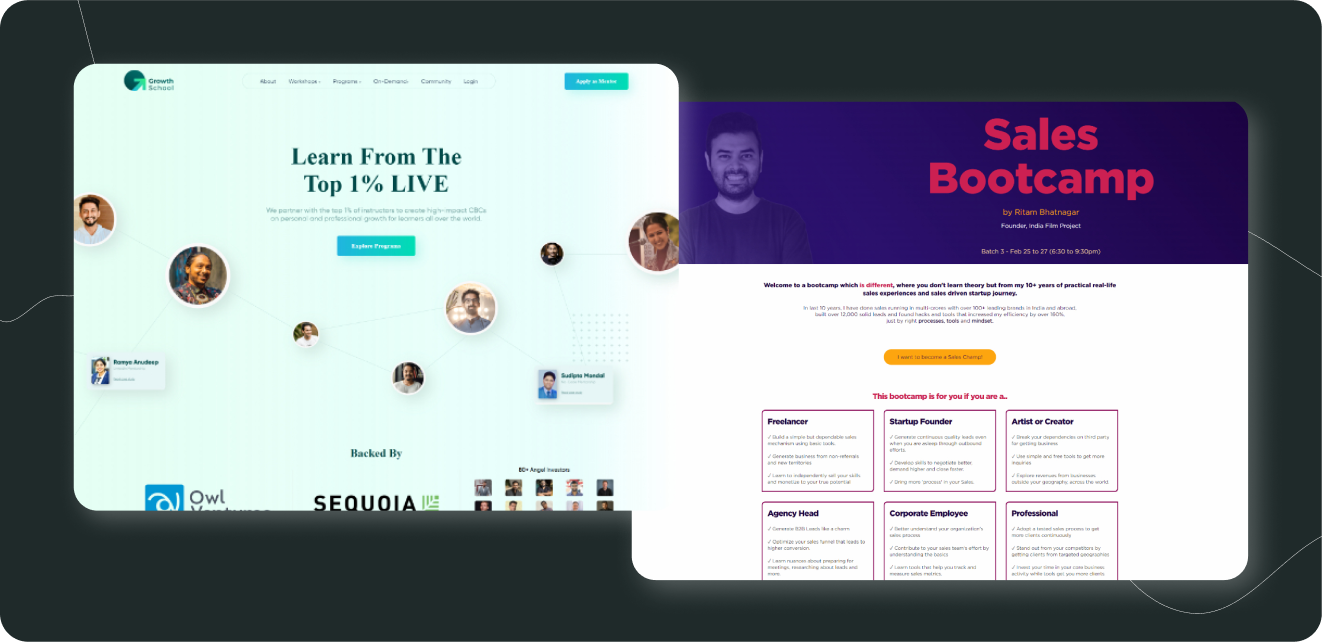 Growth
School
About Workshops Programs On-Demand Community Login
Apply as Mentor
Learn From The
Top 1% LIVE
We partner with the top 1% of instructors to create high-impact CBCs
on personal and professional growth for learners all over the world.
Explore Programs
Ramya Anudeep
Sudipta Mondal
Backed By
80+ Angel Investors
Owl
Ventures
SEQUOIA
Sales
Bootcamp
by Ritam Bhatnagar
Founder, India Film Project
Batch 3 - Feb 25 to 27 (6:30 to 9:30pm)
Welcome to a bootcamp which is different, where you don't learn theory but from my 10+ years of practical real-life
sales experiences and sales driven startup journey.
In last 10 years, I have done sales running in multi-crores with over 100+ leading brands in India and abroad,
built over 12,000 solid leads and found hacks and tools that increased my efficiency by over 160%,
just by right processes, tools and mindset.
I want to become a Sales Champ!
This bootcamp is for you if you are a..
Freelancer
✓ Build a simple but dependable sales
mechanism using basic tools.
✓ Generate business from non-referrals
and new territories.
✓ Learn to independently sell your skills
and monetize to your true potential
Startup Founder
✓ Generate continuous quality leads even
when you are asleep through outbound
efforts.
✓ Develop skills to negotiate better,
demand higher and close faster.
✓ Bring more 'process' in your Sales.
Artist or Creator
✓ Break your dependencies on third party
for getting business
✓ Use simple and free tools to get more
inquiries
✓ Explore revenues from businesses
outside your geography, across the world.
Agency Head
✓ Generate B2B Leads like a charm
✓ Optimize your sales funnel that leads to
higher conversion
✓ Learn nuances about preparing for
meetings, researching about leads and
more.
Corporate Employee
✓ Better understand your organization's
sales process
✓ Contribute to your sales team's effort by
understanding the basics
✓ Learn tools that help you track and
measure sales metrics.
Professional
✓ Adopt a tested sales process to get
more clients continuously
✓ Stand out from your competitors by
getting clients from targeted geographies
✓ Invest your time in your core business
activity while tools get you more clients